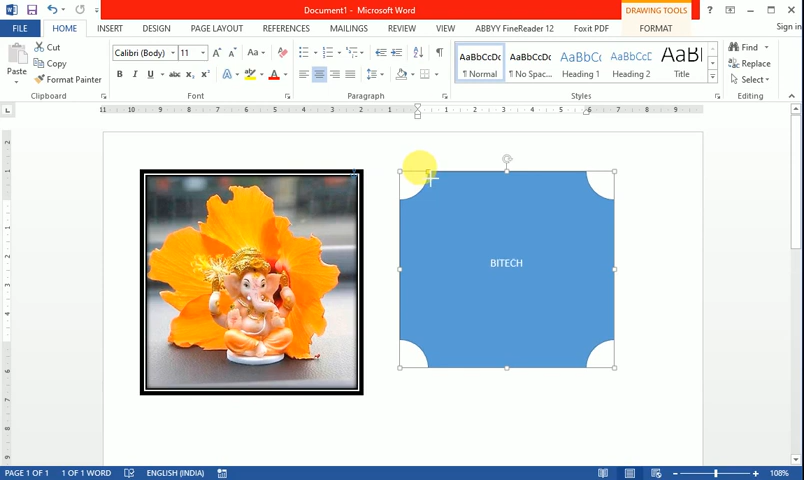 Document1 - Microsoft Word
DRAWING TOOLS
Sign in
FILE HOME INSERT DESIGN PAGE LAYOUT REFERENCES MAILINGS REVIEW VIEW ABBYY FineReader 12 Foxit PDF FORMAT
Paste
Cut
Copy
Format Painter
Clipboard
Calibri (Body) 11
Font
Paragraph
AaBbCcDc AaBbCcDc AaBbCc AaBbCcD AaBl
¶ Normal ¶ No Spac... Heading 1 Heading 2 Title
Styles
Find
Replace
Select
Editing
BITECH
PAGE 1 OF 1 1 OF 1 WORD ENGLISH (INDIA) 108%